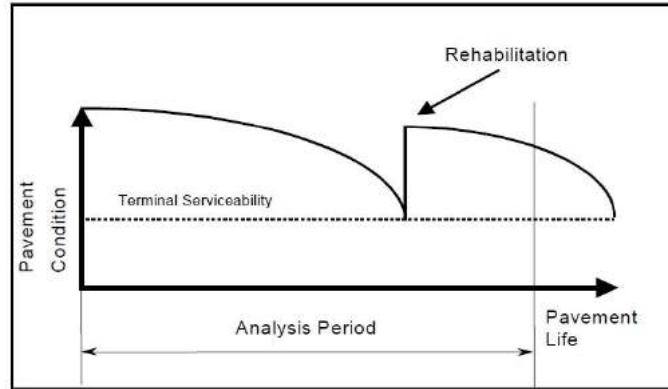 Rehabilitation
Terminal Serviceability
Pavement
Condition
Analysis Period
Pavement
Life